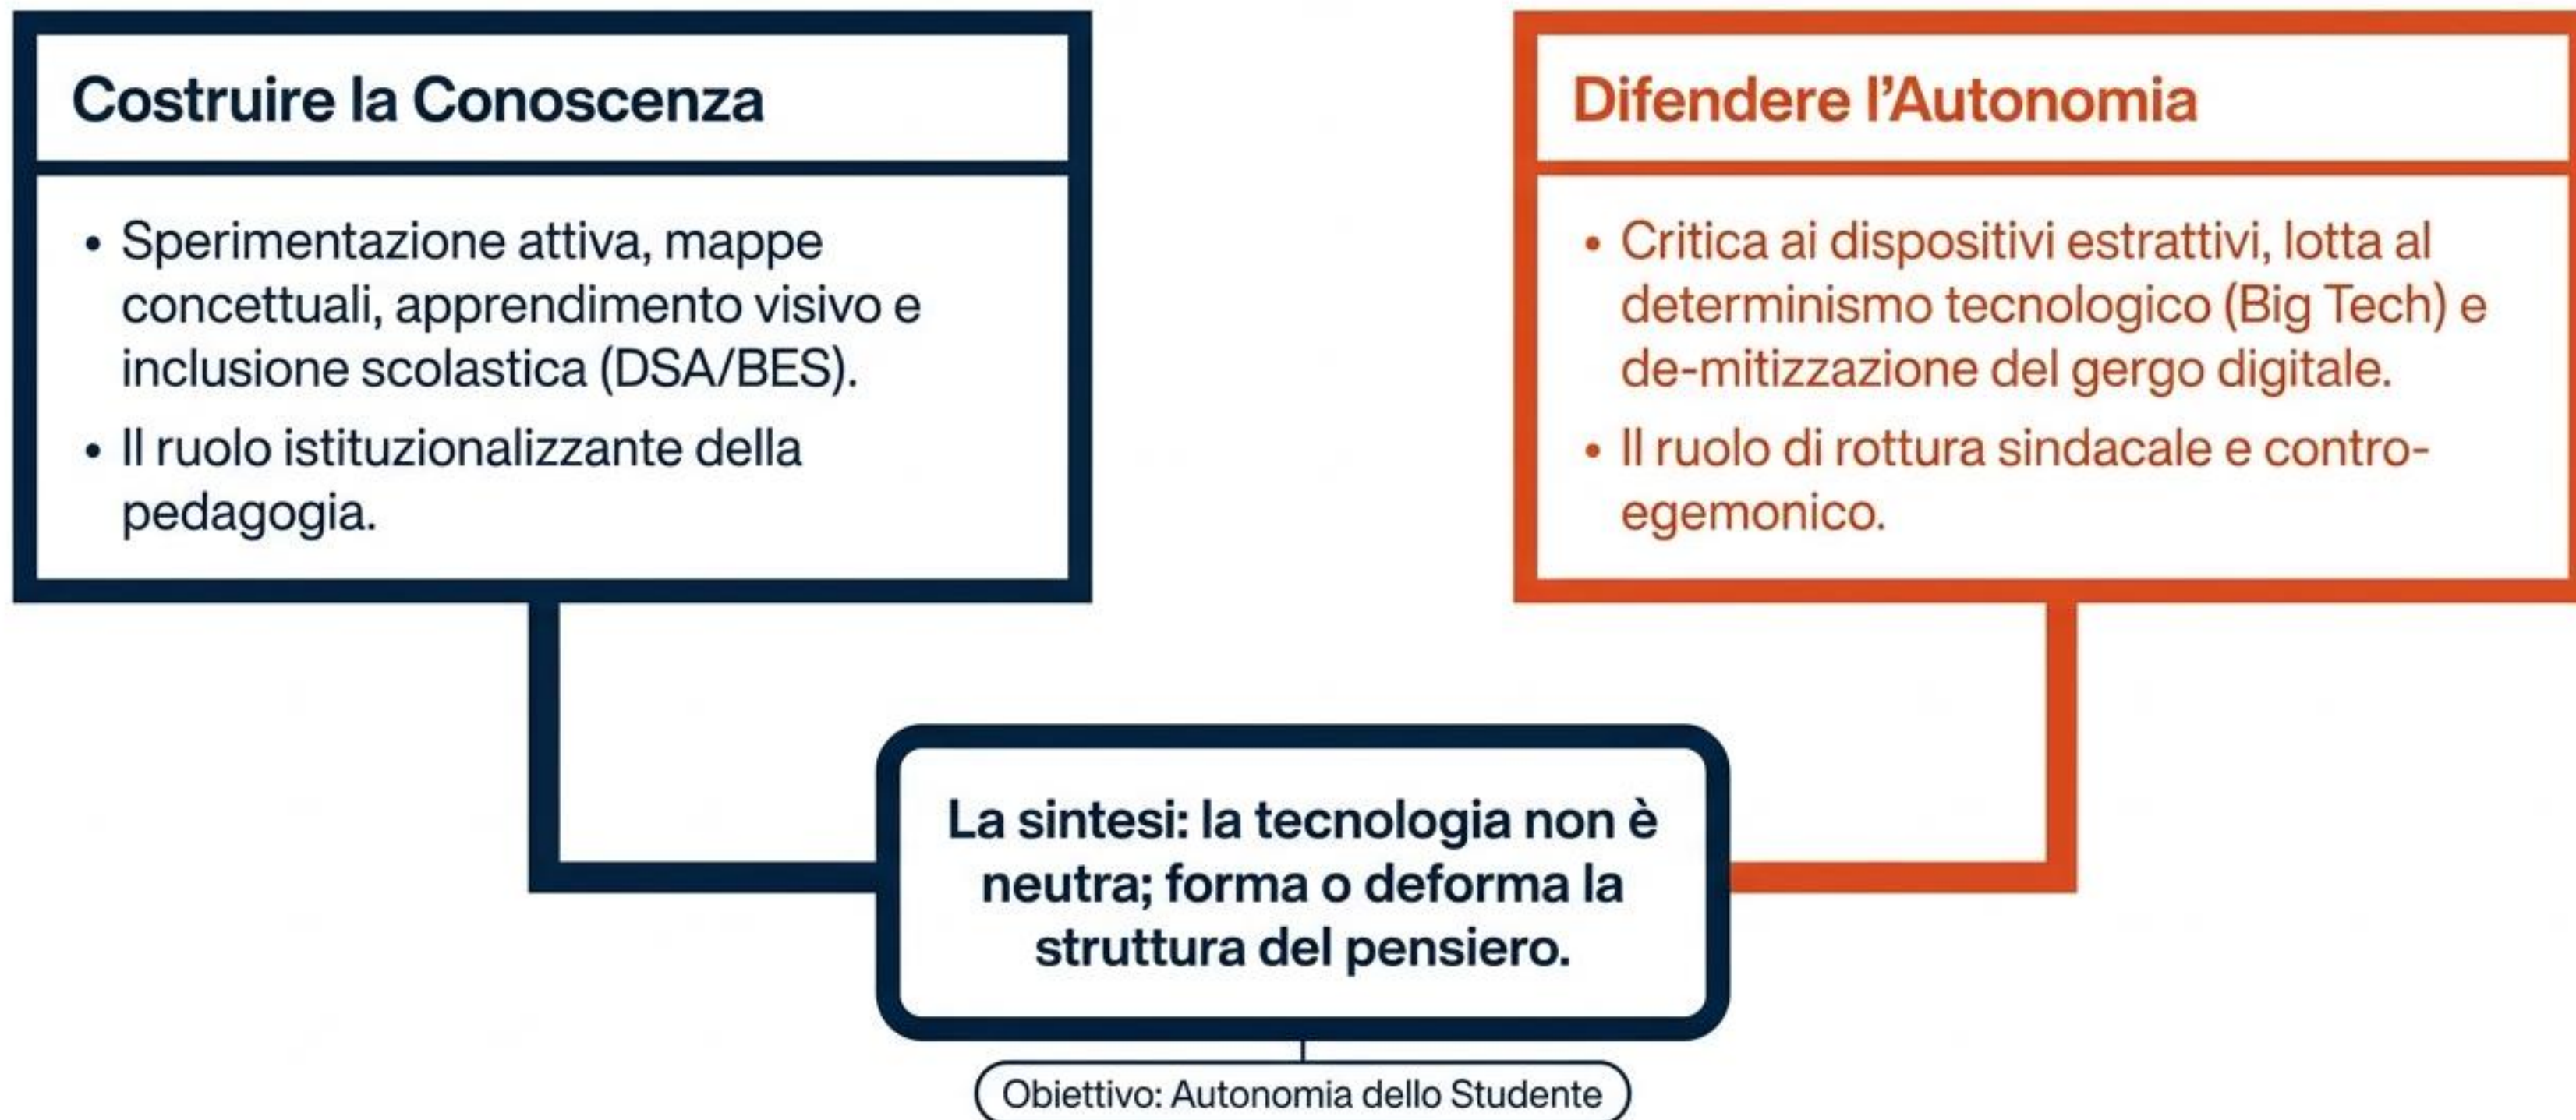 Costruire la Conoscenza
• Sperimentazione attiva, mappe
concettuali, apprendimento visivo e
inclusione scolastica (DSA/BES).
• Il ruolo istituzionalizzante della
pedagogia.
Difendere l’Autonomia
• Critica ai dispositivi estrattivi, lotta al
determinismo tecnologico (Big Tech) e
de-mitizzazione del gergo digitale.
• Il ruolo di rottura sindacale e contro-
egemonico.
La sintesi: la tecnologia non è
neutra; forma o deforma la
struttura del pensiero.
Obiettivo: Autonomia dello Studente